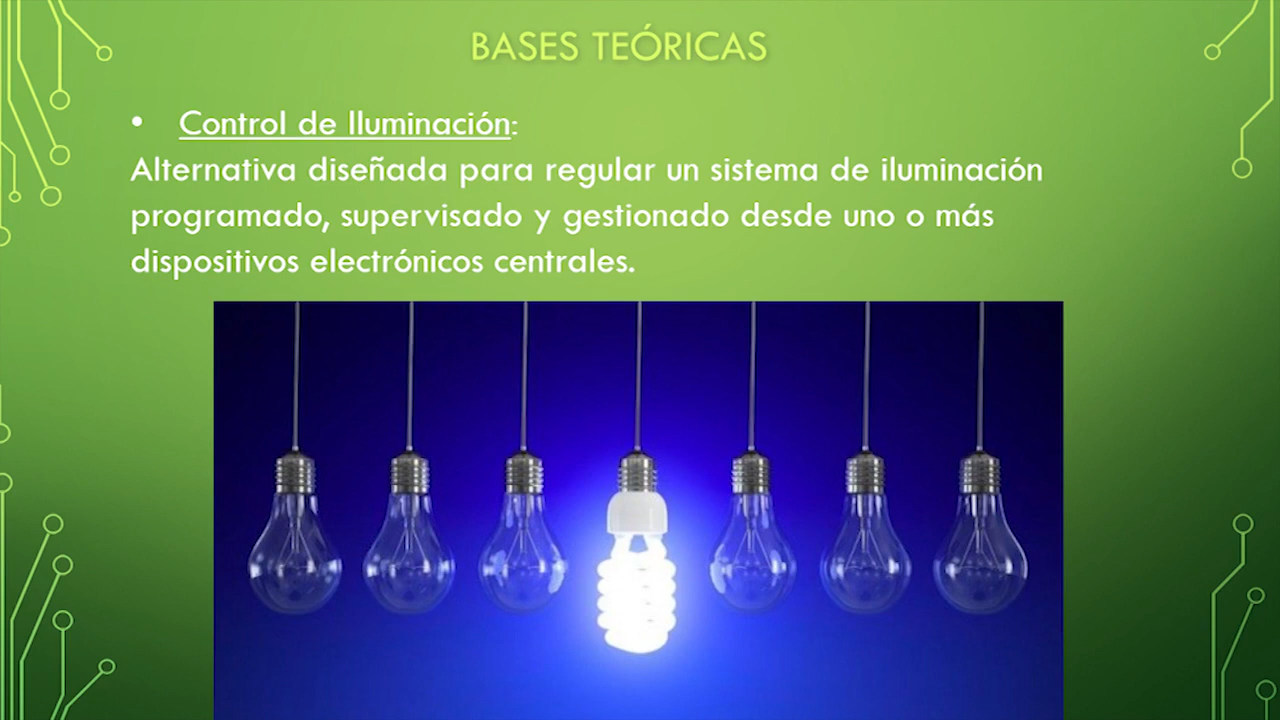 BASES TEÓRICAS
• Control de Iluminación:
Alternativa diseñada para regular un sistema de iluminación
programado, supervisado y gestionado desde uno o más
dispositivos electrónicos centrales.